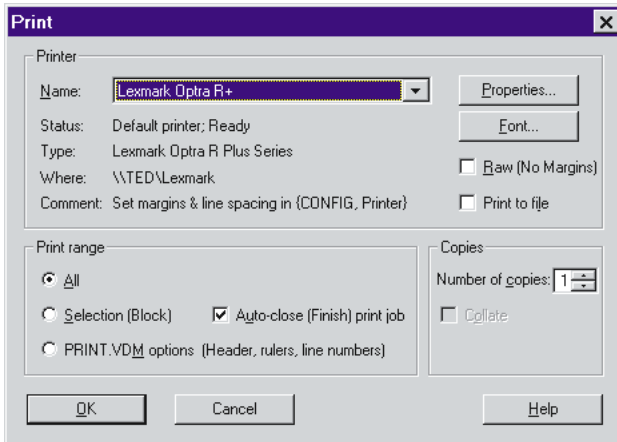 Print
Printer
Name: Lexmark Optra R+
Properties...
Status: Default printer; Ready
Font...
Type: Lexmark Optra R Plus Series
Raw (No Margins)
Where: \\TED\Lexmark
Comment: Set margins & line spacing in {CONFIG, Printer}
Print to file
Print range
All
Selection (Block)
Auto-close (Finish) print job
PRINT.VDM options (Header, rulers, line numbers)
Copies
Number of copies: 1
Collate
OK
Cancel
Help